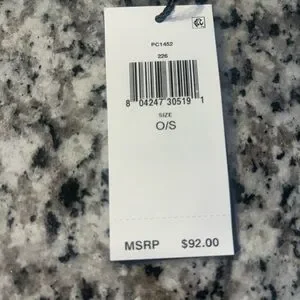 PC1452
226
8 04247 30519 1
SIZE
O/S
MSRP $92.00